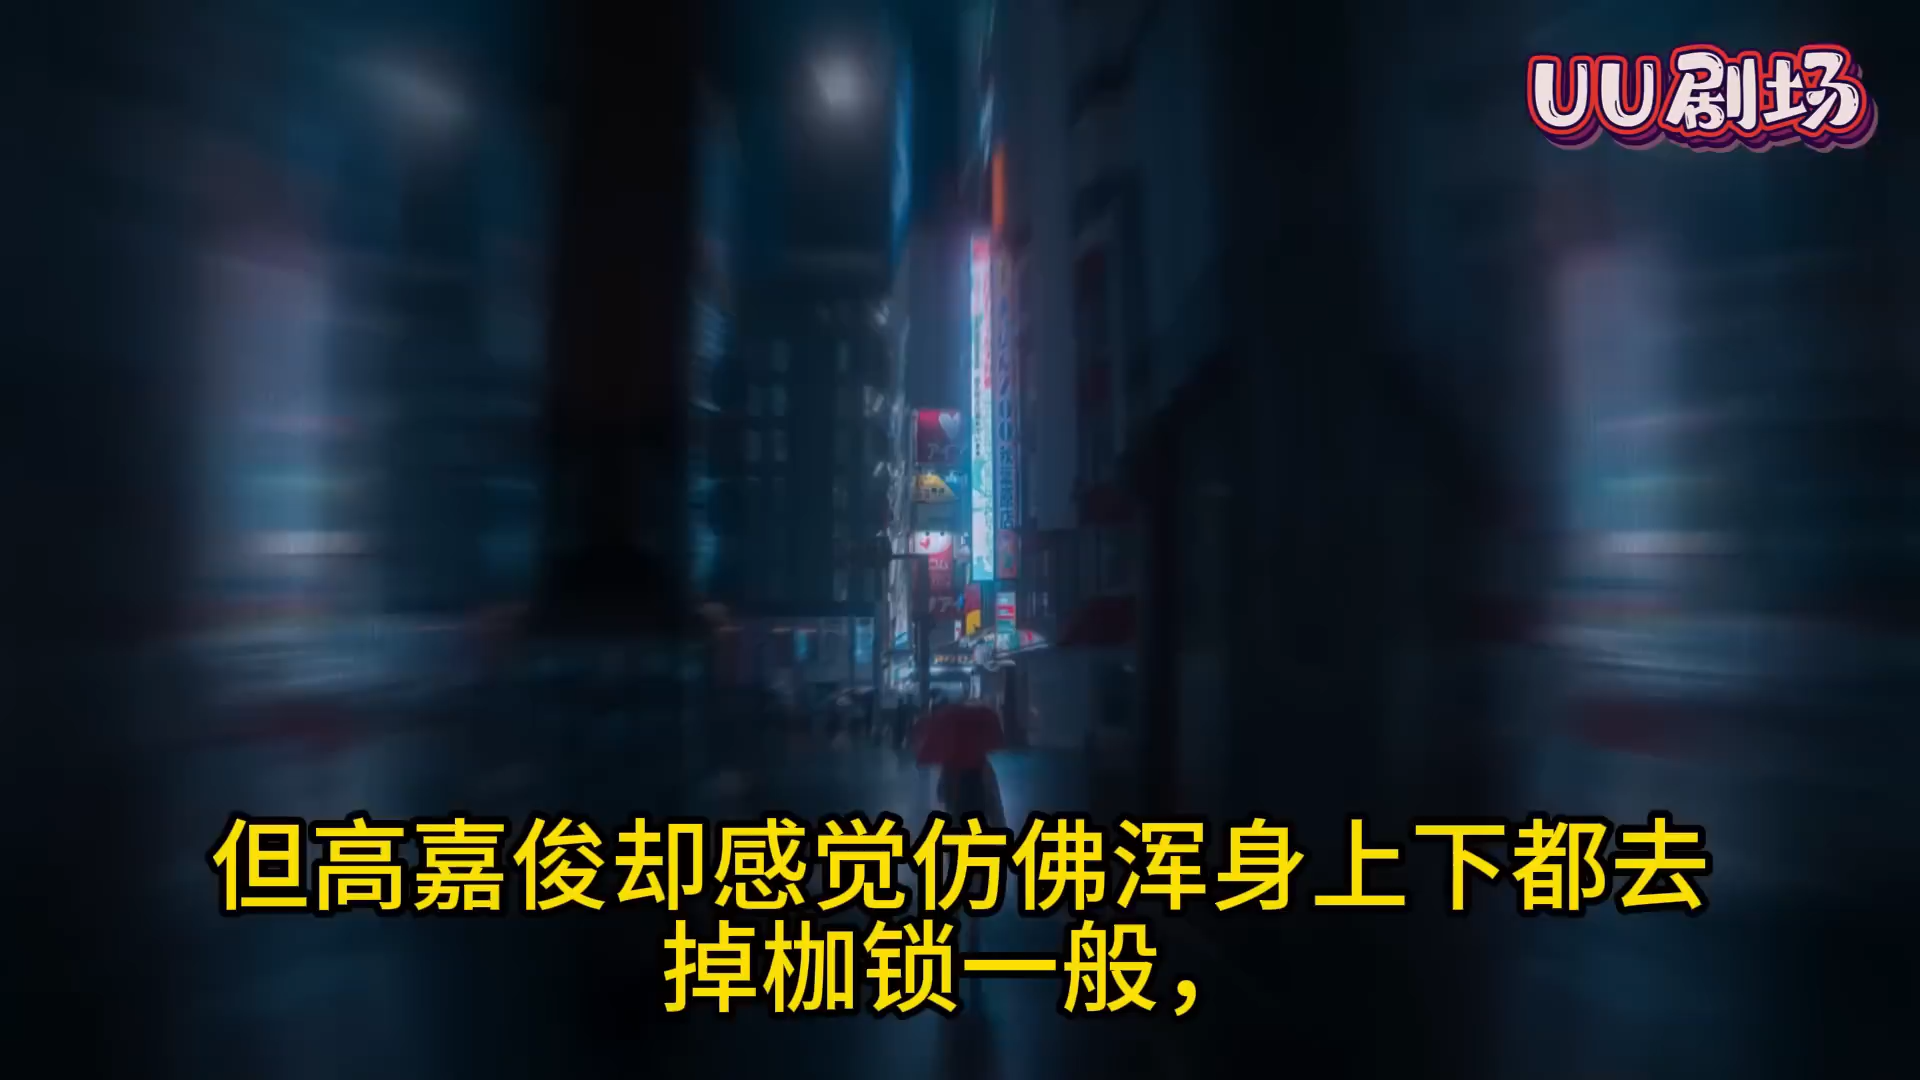 UU剧场
但高嘉俊却感觉仿佛浑身上下都去
掉枷锁一般，